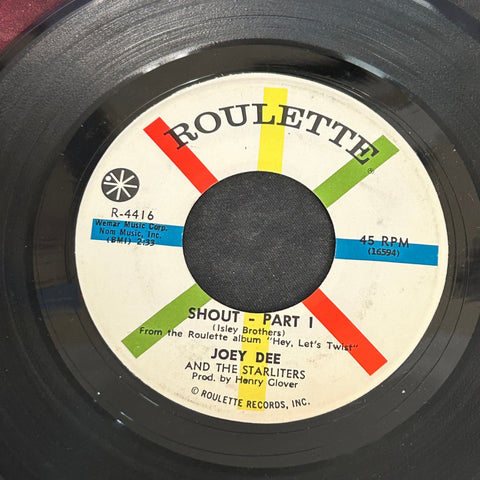 ROULETTE
®
R-4416
Wemar Music Corp.
Nom Music, Inc.
(BMI) 2:33
45 RPM
(16594)
SHOUT - PART I
(Isley Brothers)
From the Roulette album "Hey, Let's Twist"
JOEY DEE
AND THE STARLITERS
Prod. by Henry Glover
© ROULETTE RECORDS, INC.